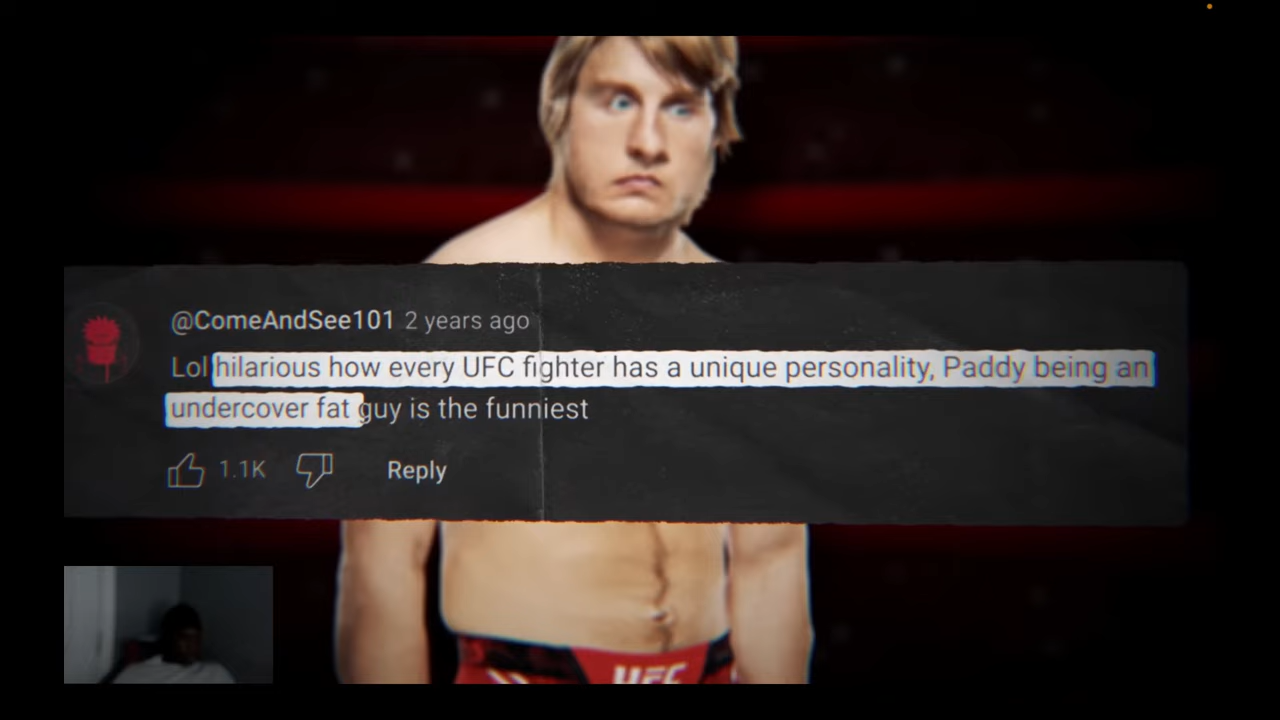 @ComeAndSee101 2 years ago
Lol hilarious how every UFC fighter has a unique personality, Paddy being an
undercover fat guy is the funniest
1.1K Reply
UFC